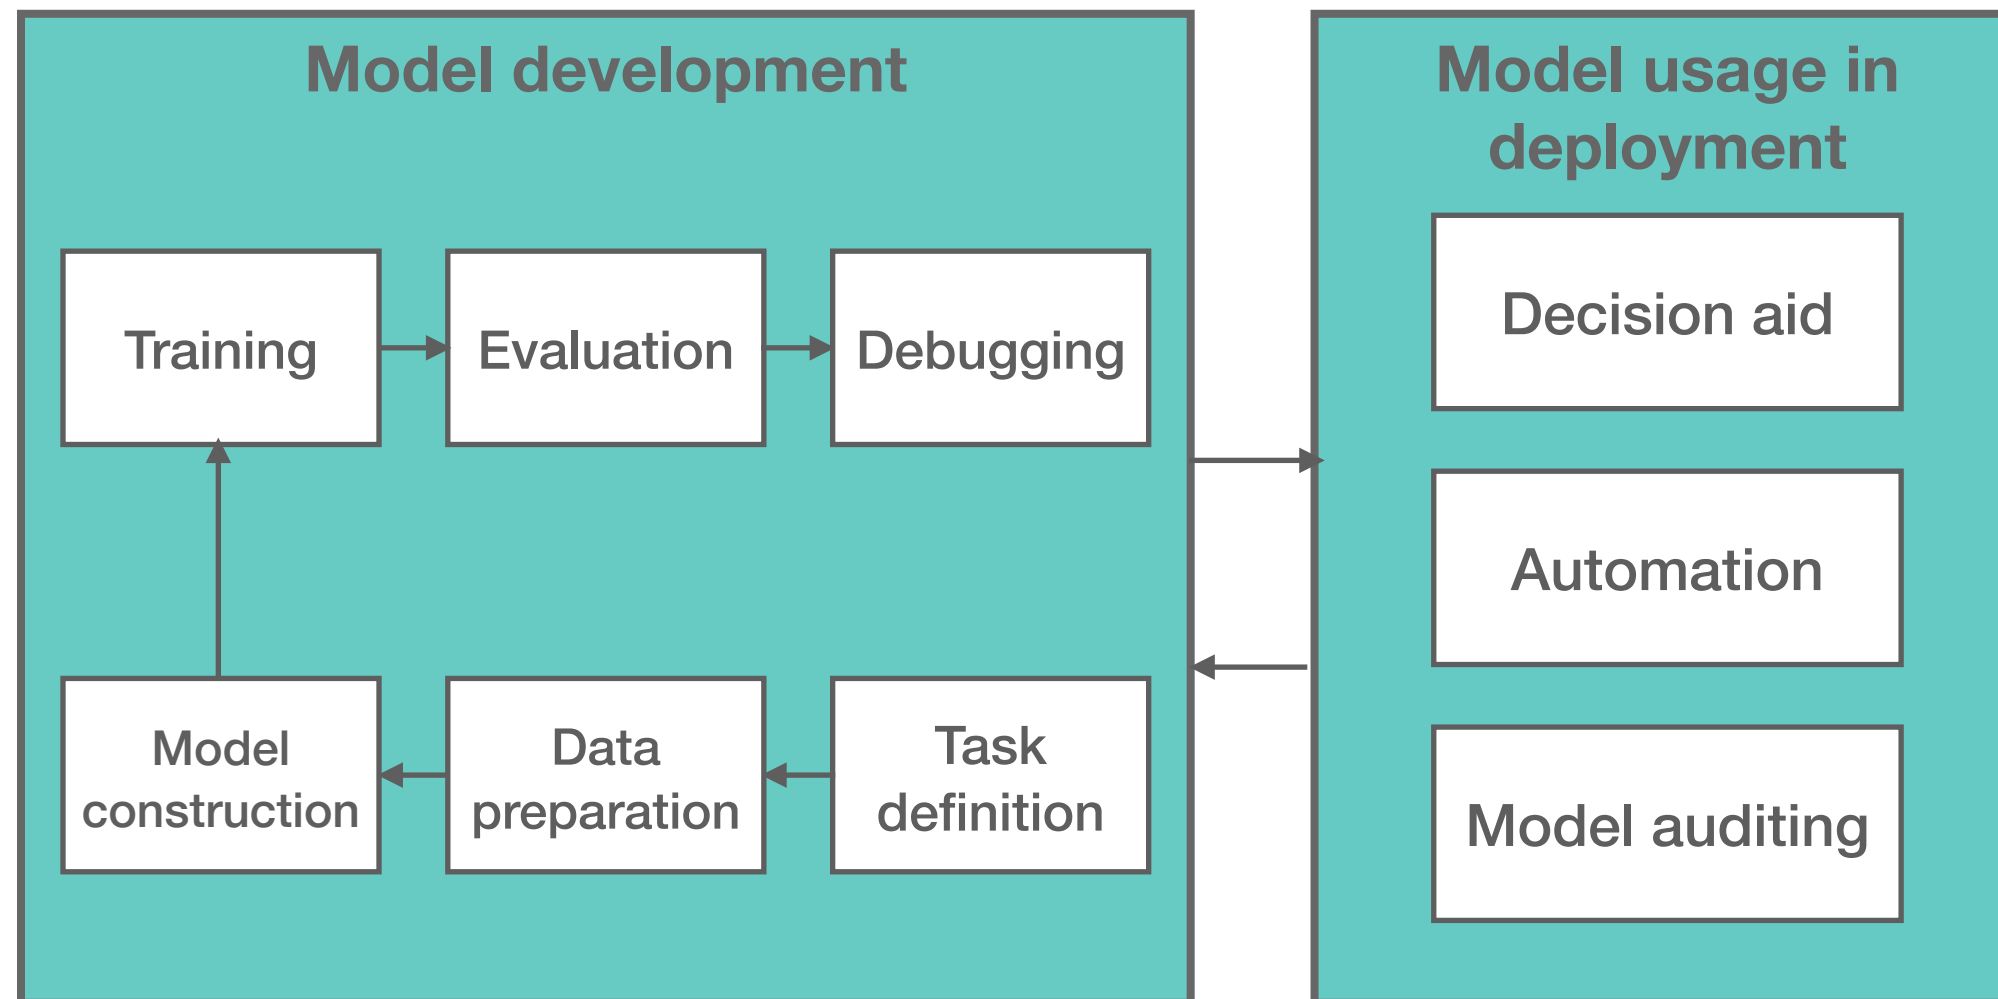 Model development
Training
Evaluation
Debugging
Model
construction
Data
preparation
Task
definition
Model usage in
deployment
Decision aid
Automation
Model auditing